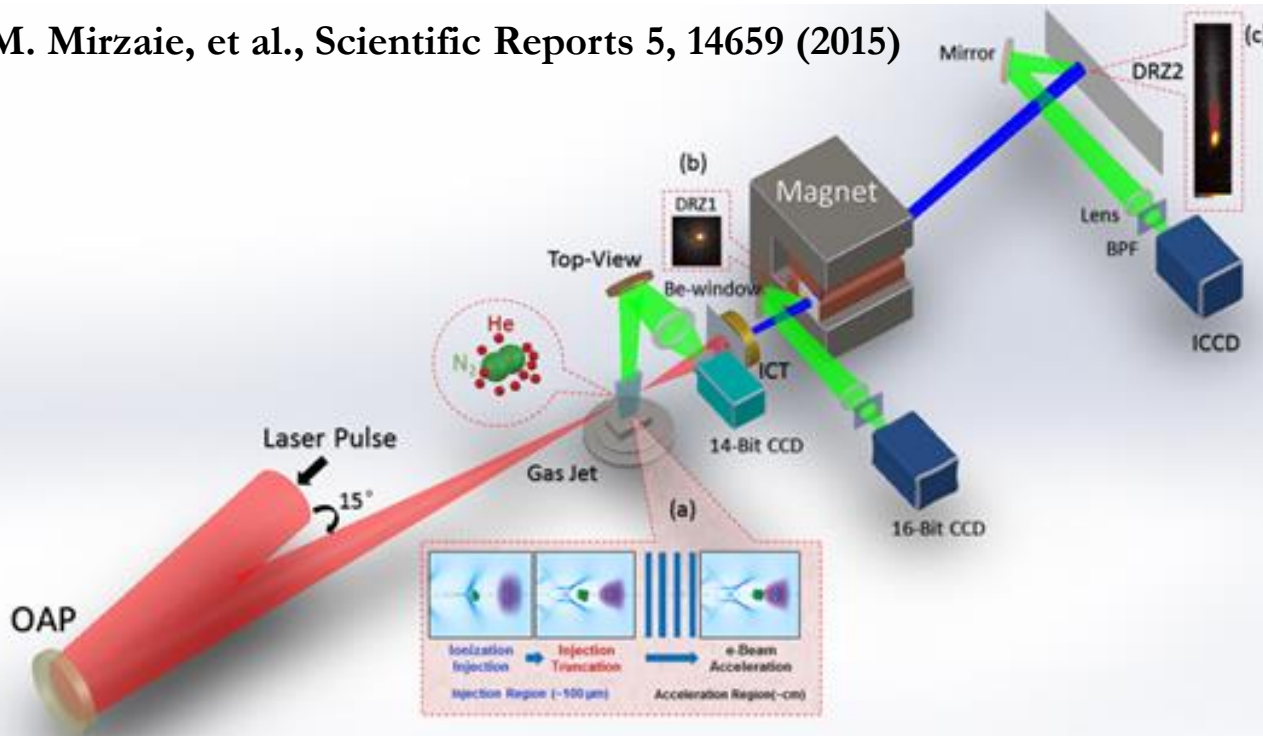 M. Mirzaie, et al., Scientific Reports 5, 14659 (2015)
Mirror
DRZ2
(c)
(b)
DRZ1
Magnet
Lens
BPF
ICCD
Top-View
Be-window
He
N₂
ICT
14-Bit CCD
Laser Pulse
15°
Gas Jet
16-Bit CCD
(a)
OAP
Ionization
Injection
Injection
Truncation
e-Beam
Acceleration
Injection Region (~100 μm)
Acceleration Region(~cm)